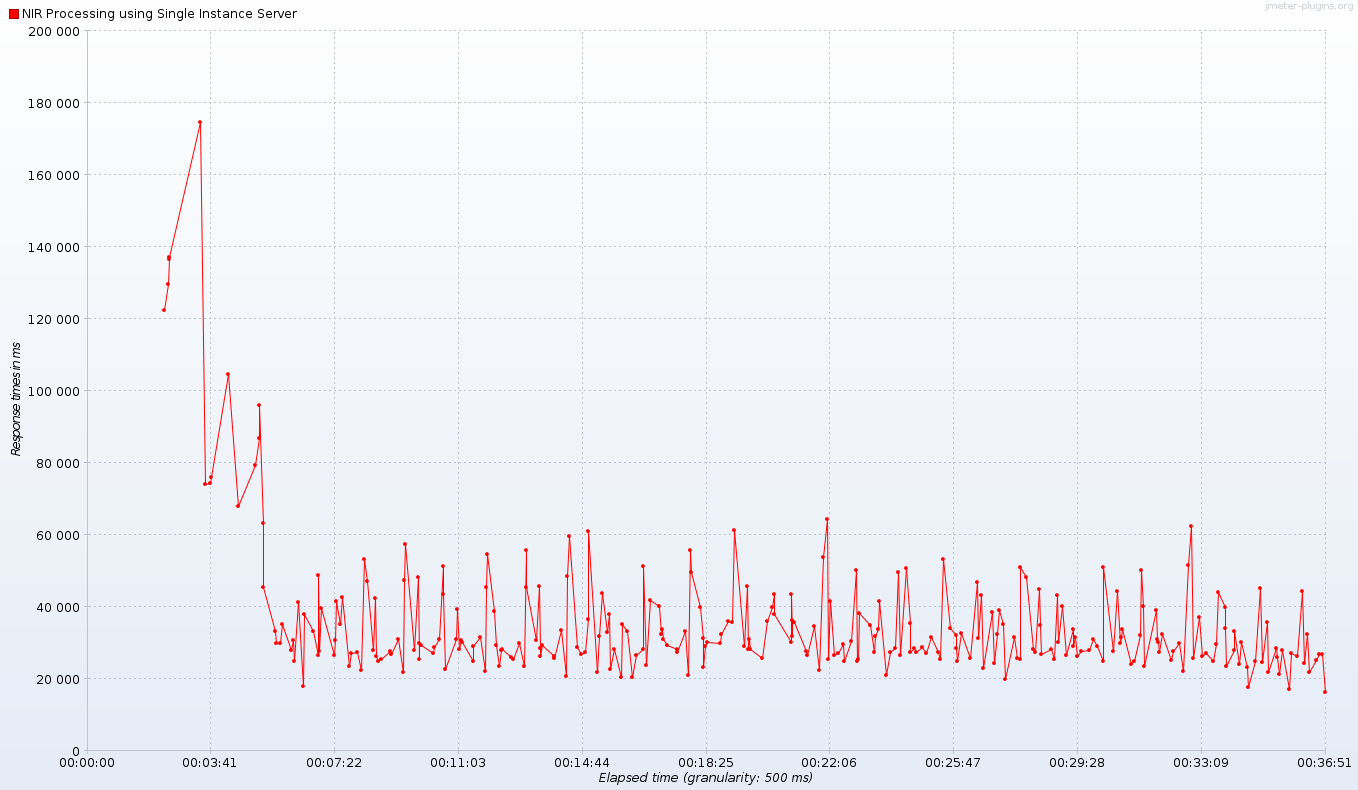 NIR Processing using Single Instance Server
jmeter-plugins.org
200 000
180 000
160 000
140 000
120 000
100 000
80 000
60 000
40 000
20 000
0
Response times in ms
00:00:00 00:03:41 00:07:22 00:11:03 00:14:44 00:18:25 00:22:06 00:25:47 00:29:28 00:33:09 00:36:51
Elapsed time (granularity: 500 ms)